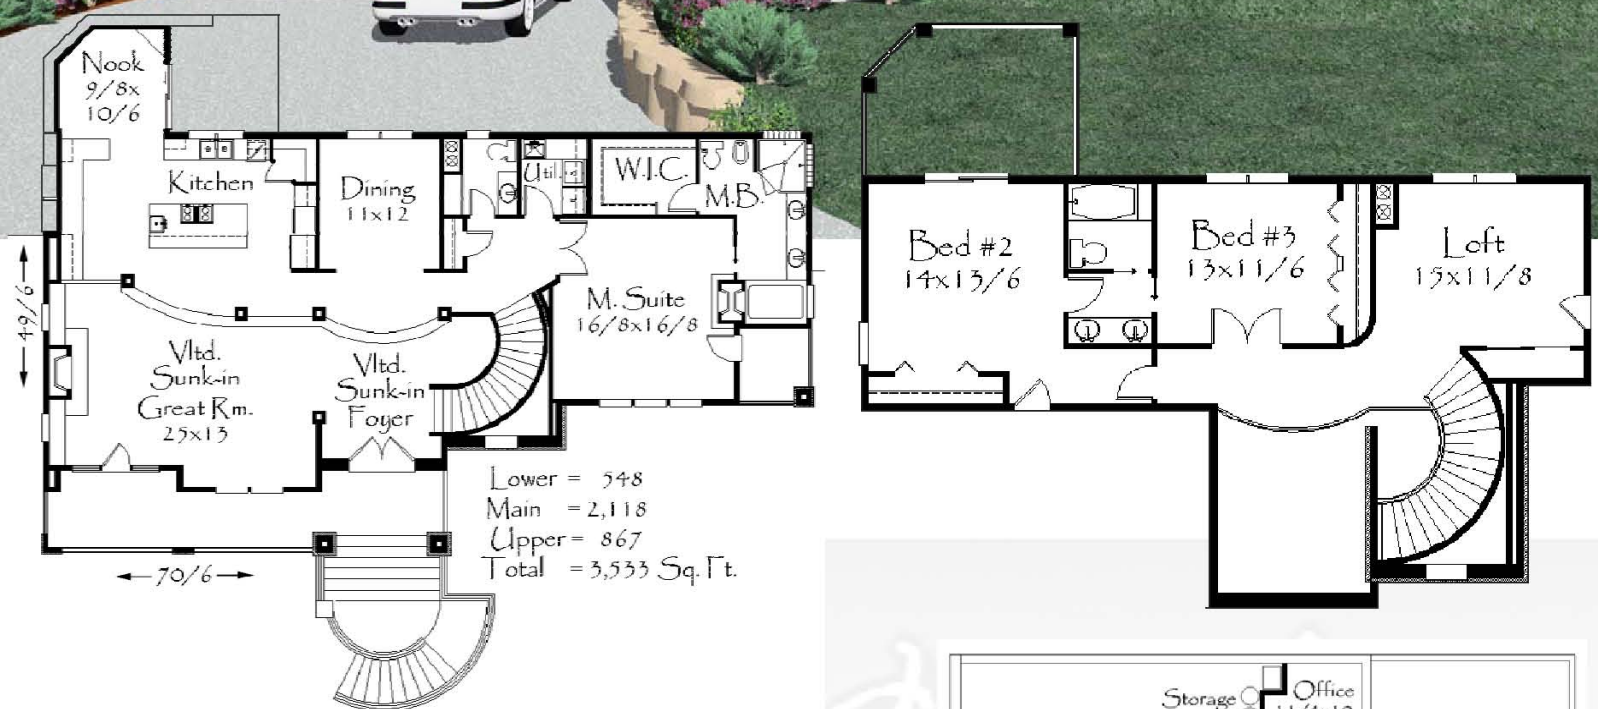 Nook
9/8x
10/6
Kitchen
Dining
11x12
Util.
W.I.C.
M.B.
M. Suite
16/8x16/8
49/6
Vltd.
Sunk-in
Great Rm.
25x13
Vltd.
Sunk-in
Foyer
Lower = 548
Main = 2,118
Upper = 867
Total = 3,533 Sq. Ft.
70/6
Bed #2
14x13/6
Bed #3
13x11/6
Loft
15x11/8
Storage
Office